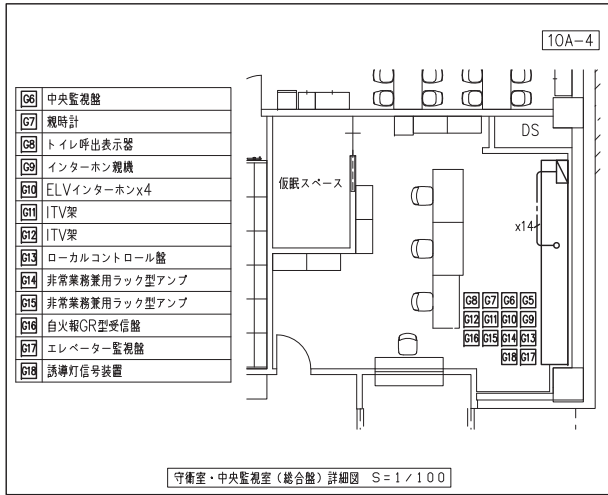 10A-4
G6 中央監視盤
G7 親時計
G8 トイレ呼出表示器
G9 インターホン親機
G10 ELVインターホンx4
G11 ITV架
G12 ITV架
G13 ローカルコントロール盤
G14 非常業務兼用ラック型アンプ
G15 非常業務兼用ラック型アンプ
G16 自火報GR型受信盤
G17 エレベーター監視盤
G18 誘導灯信号装置
DS
仮眠スペース
x14
G8 G7 G6 G5
G12 G11 G10 G9
G16 G15 G14 G13
G18 G17
守衛室・中央監視室（総合盤）詳細図 S=1/100